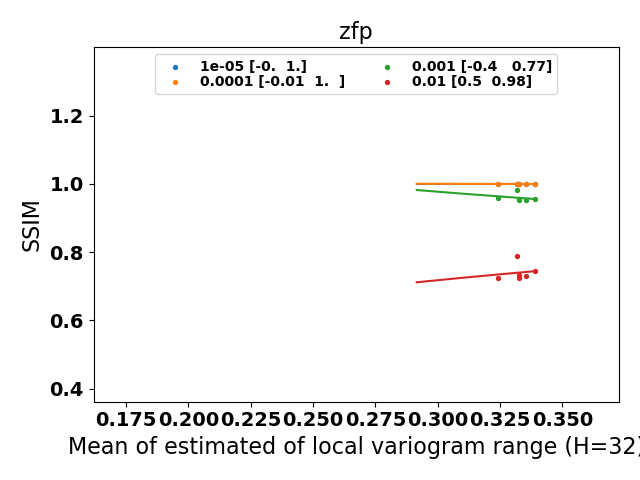 zfp
1e-05 [-0.  1.]
0.0001 [-0.01  1.  ]
0.001 [-0.4   0.77]
0.01 [0.5  0.98]
1.2
1.0
0.8
0.6
0.4
SSIM
0.175 0.200 0.225 0.250 0.275 0.300 0.325 0.350
Mean of estimated of local variogram range (H=32)